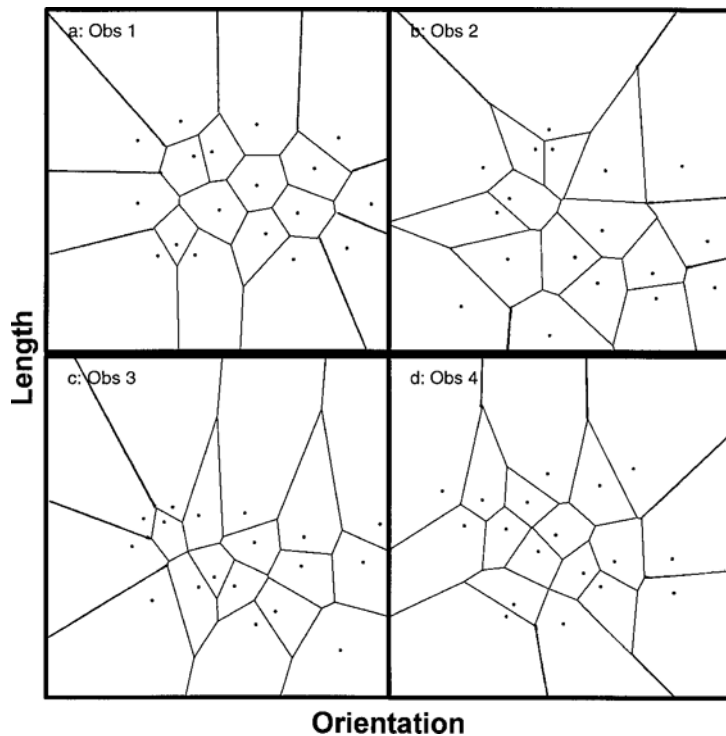 a: Obs 1
b: Obs 2
c: Obs 3
d: Obs 4
Length
Orientation